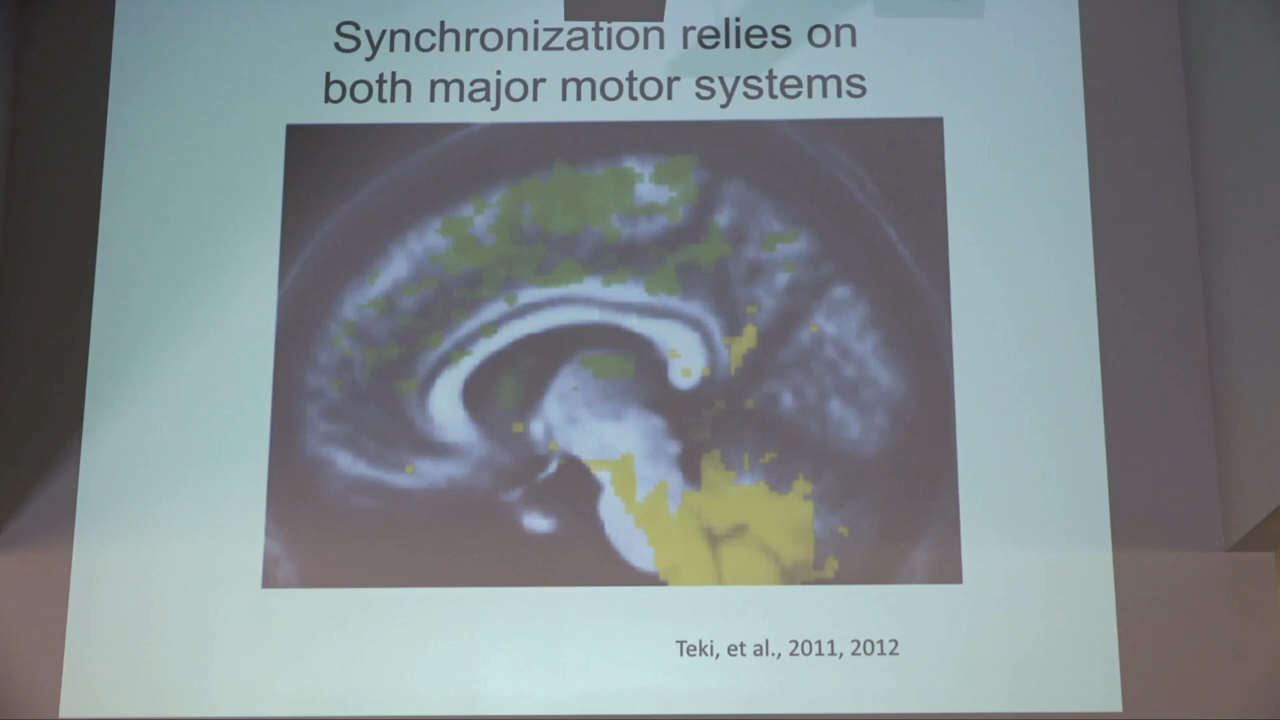 Synchronization relies on
both major motor systems
Teki, et al., 2011, 2012